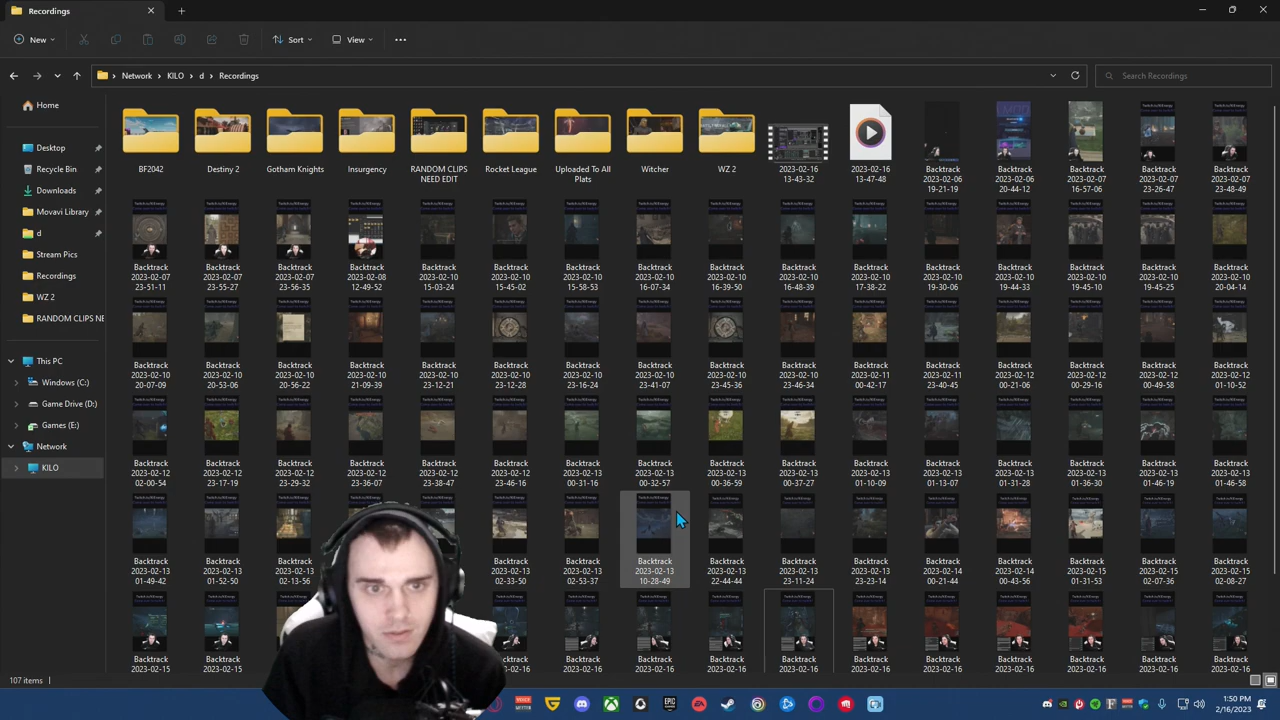 Recordings
New
Sort
View
Network > KILO > d > Recordings
Search Recordings
Home
Desktop
Recycle Bin
Downloads
Movavi Library
d
Stream Pics
Recordings
WZ 2
RANDOM CLIPS NE
This PC
Windows (C:)
Game Drive (D:)
Games (E:)
Network
KILO
BF2042
Destiny 2
Gotham Knights
Insurgency
RANDOM CLIPS
NEED EDIT
Rocket League
Uploaded To All
Plats
Witcher
WZ 2
2023-02-16
13-43-32
2023-02-16
13-47-48
Backtrack
2023-02-06
19-21-19
Backtrack
2023-02-06
20-44-12
Backtrack
2023-02-07
16-57-06
Backtrack
2023-02-07
23-26-47
Backtrack
2023-02-07
23-48-49
Backtrack
2023-02-07
23-51-11
Backtrack
2023-02-07
23-55-27
Backtrack
2023-02-07
23-56-35
Backtrack
2023-02-08
12-49-52
Backtrack
2023-02-10
15-03-24
Backtrack
2023-02-10
15-45-02
Backtrack
2023-02-10
15-58-53
Backtrack
2023-02-10
16-07-34
Backtrack
2023-02-10
16-39-50
Backtrack
2023-02-10
16-48-39
Backtrack
2023-02-10
17-38-22
Backtrack
2023-02-10
19-30-06
Backtrack
2023-02-10
19-44-33
Backtrack
2023-02-10
19-45-10
Backtrack
2023-02-10
19-45-25
Backtrack
2023-02-10
20-04-14
Backtrack
2023-02-10
20-07-09
Backtrack
2023-02-10
20-53-06
Backtrack
2023-02-10
20-56-22
Backtrack
2023-02-10
21-09-39
Backtrack
2023-02-10
23-12-21
Backtrack
2023-02-10
23-12-28
Backtrack
2023-02-10
23-16-24
Backtrack
2023-02-10
23-41-07
Backtrack
2023-02-10
23-45-36
Backtrack
2023-02-10
23-46-34
Backtrack
2023-02-11
00-42-17
Backtrack
2023-02-11
23-40-45
Backtrack
2023-02-12
00-21-06
Backtrack
2023-02-12
00-29-16
Backtrack
2023-02-12
00-49-58
Backtrack
2023-02-12
01-10-52
Backtrack
2023-02-12
02-00-54
Backtrack
2023-02-12
23-17-19
Backtrack
2023-02-12
23-29-32
Backtrack
2023-02-12
23-36-07
Backtrack
2023-02-12
23-38-47
Backtrack
2023-02-12
23-46-16
Backtrack
2023-02-13
00-31-16
Backtrack
2023-02-13
00-32-57
Backtrack
2023-02-13
00-36-59
Backtrack
2023-02-13
00-37-27
Backtrack
2023-02-13
01-10-09
Backtrack
2023-02-13
01-13-07
Backtrack
2023-02-13
01-31-28
Backtrack
2023-02-13
01-36-30
Backtrack
2023-02-13
01-46-19
Backtrack
2023-02-13
01-46-58
Backtrack
2023-02-13
01-49-42
Backtrack
2023-02-13
01-52-50
Backtrack
2023-02-13
02-13-56
Backtrack
2023-02-13
02-33-50
Backtrack
2023-02-13
02-53-37
Backtrack
2023-02-13
10-28-49
Backtrack
2023-02-13
22-44-44
Backtrack
2023-02-13
23-11-24
Backtrack
2023-02-13
23-23-14
Backtrack
2023-02-14
00-40-21
Backtrack
2023-02-14
00-43-56
Backtrack
2023-02-15
01-03-51
Backtrack
2023-02-15
02-07-36
Backtrack
2023-02-15
02-08-27
Backtrack
2023-02-15
Backtrack
2023-02-15
Backtrack
2023-02-16
Backtrack
2023-02-16
Backtrack
2023-02-16
Backtrack
2023-02-16
Backtrack
2023-02-16
Backtrack
2023-02-16
Backtrack
2023-02-16
Backtrack
2023-02-16
Backtrack
2023-02-16
Backtrack
2023-02-16
Backtrack
2023-02-16
107 items
1:50 PM
2/16/2023